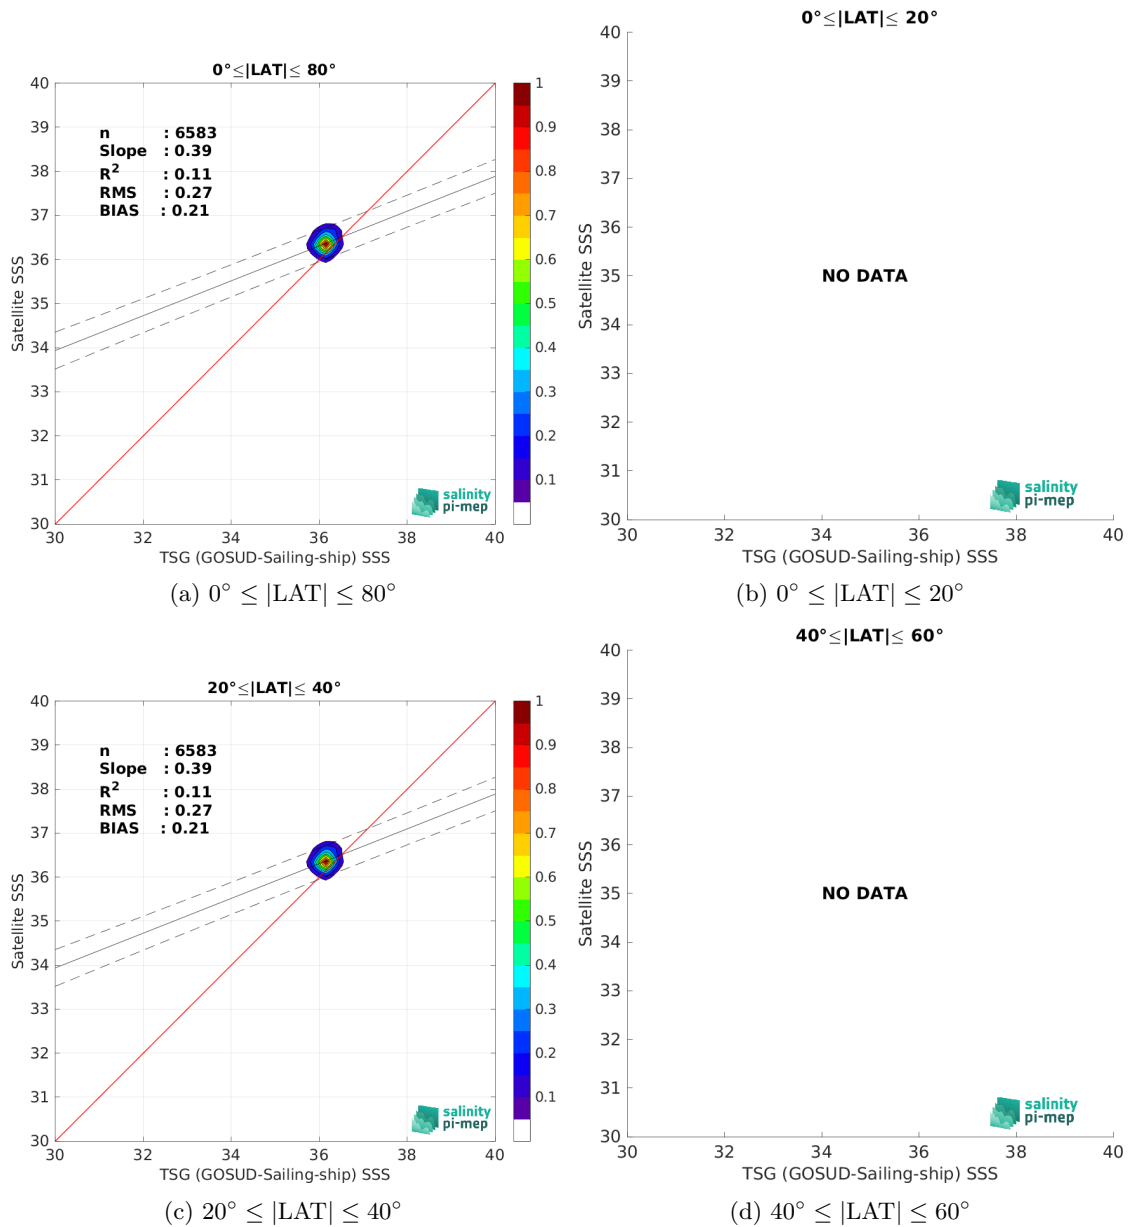 0°≤|LAT|≤ 80°
40
39
38
37
36
35
34
33
32
31
30
Satellite SSS
n : 6583
Slope : 0.39
R² : 0.11
RMS : 0.27
BIAS : 0.21
salinity
pi-mep
30 32 34 36 38 40
TSG (GOSUD-Sailing-ship) SSS
1
0.9
0.8
0.7
0.6
0.5
0.4
0.3
0.2
0.1
(a) 0° ≤ |LAT| ≤ 80°
0°≤|LAT|≤ 20°
40
39
38
37
36
35
34
33
32
31
30
Satellite SSS
NO DATA
salinity
pi-mep
30 32 34 36 38 40
TSG (GOSUD-Sailing-ship) SSS
(b) 0° ≤ |LAT| ≤ 20°
20°≤|LAT|≤ 40°
40
39
38
37
36
35
34
33
32
31
30
Satellite SSS
n : 6583
Slope : 0.39
R² : 0.11
RMS : 0.27
BIAS : 0.21
salinity
pi-mep
30 32 34 36 38 40
TSG (GOSUD-Sailing-ship) SSS
1
0.9
0.8
0.7
0.6
0.5
0.4
0.3
0.2
0.1
(c) 20° ≤ |LAT| ≤ 40°
40°≤|LAT|≤ 60°
40
39
38
37
36
35
34
33
32
31
30
Satellite SSS
NO DATA
salinity
pi-mep
30 32 34 36 38 40
TSG (GOSUD-Sailing-ship) SSS
(d) 40° ≤ |LAT| ≤ 60°